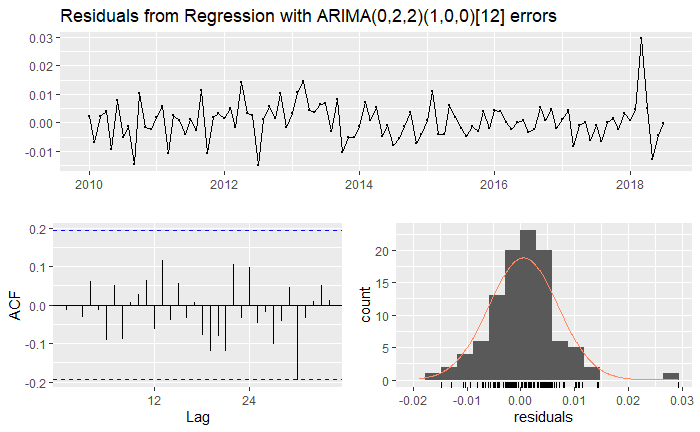 Residuals from Regression with ARIMA(0,2,2)(1,0,0)[12] errors
0.03
0.02
0.01
0.00
-0.01
2010 2012 2014 2016 2018
0.2
0.1
0.0
-0.1
-0.2
ACF
12 24
Lag
20
15
10
5
0
count
-0.02 -0.01 0.00 0.01 0.02 0.03
residuals